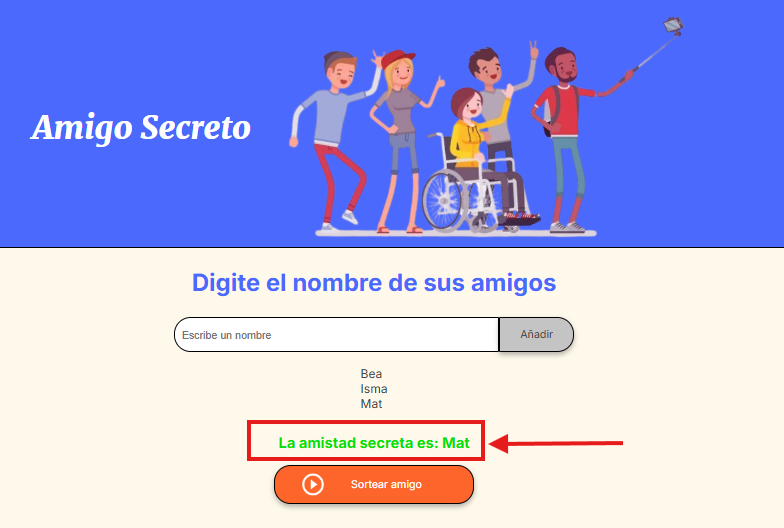 Amigo Secreto
Digite el nombre de sus amigos
Escribe un nombre
Añadir
Bea
Isma
Mat
La amistad secreta es: Mat
Sortear amigo